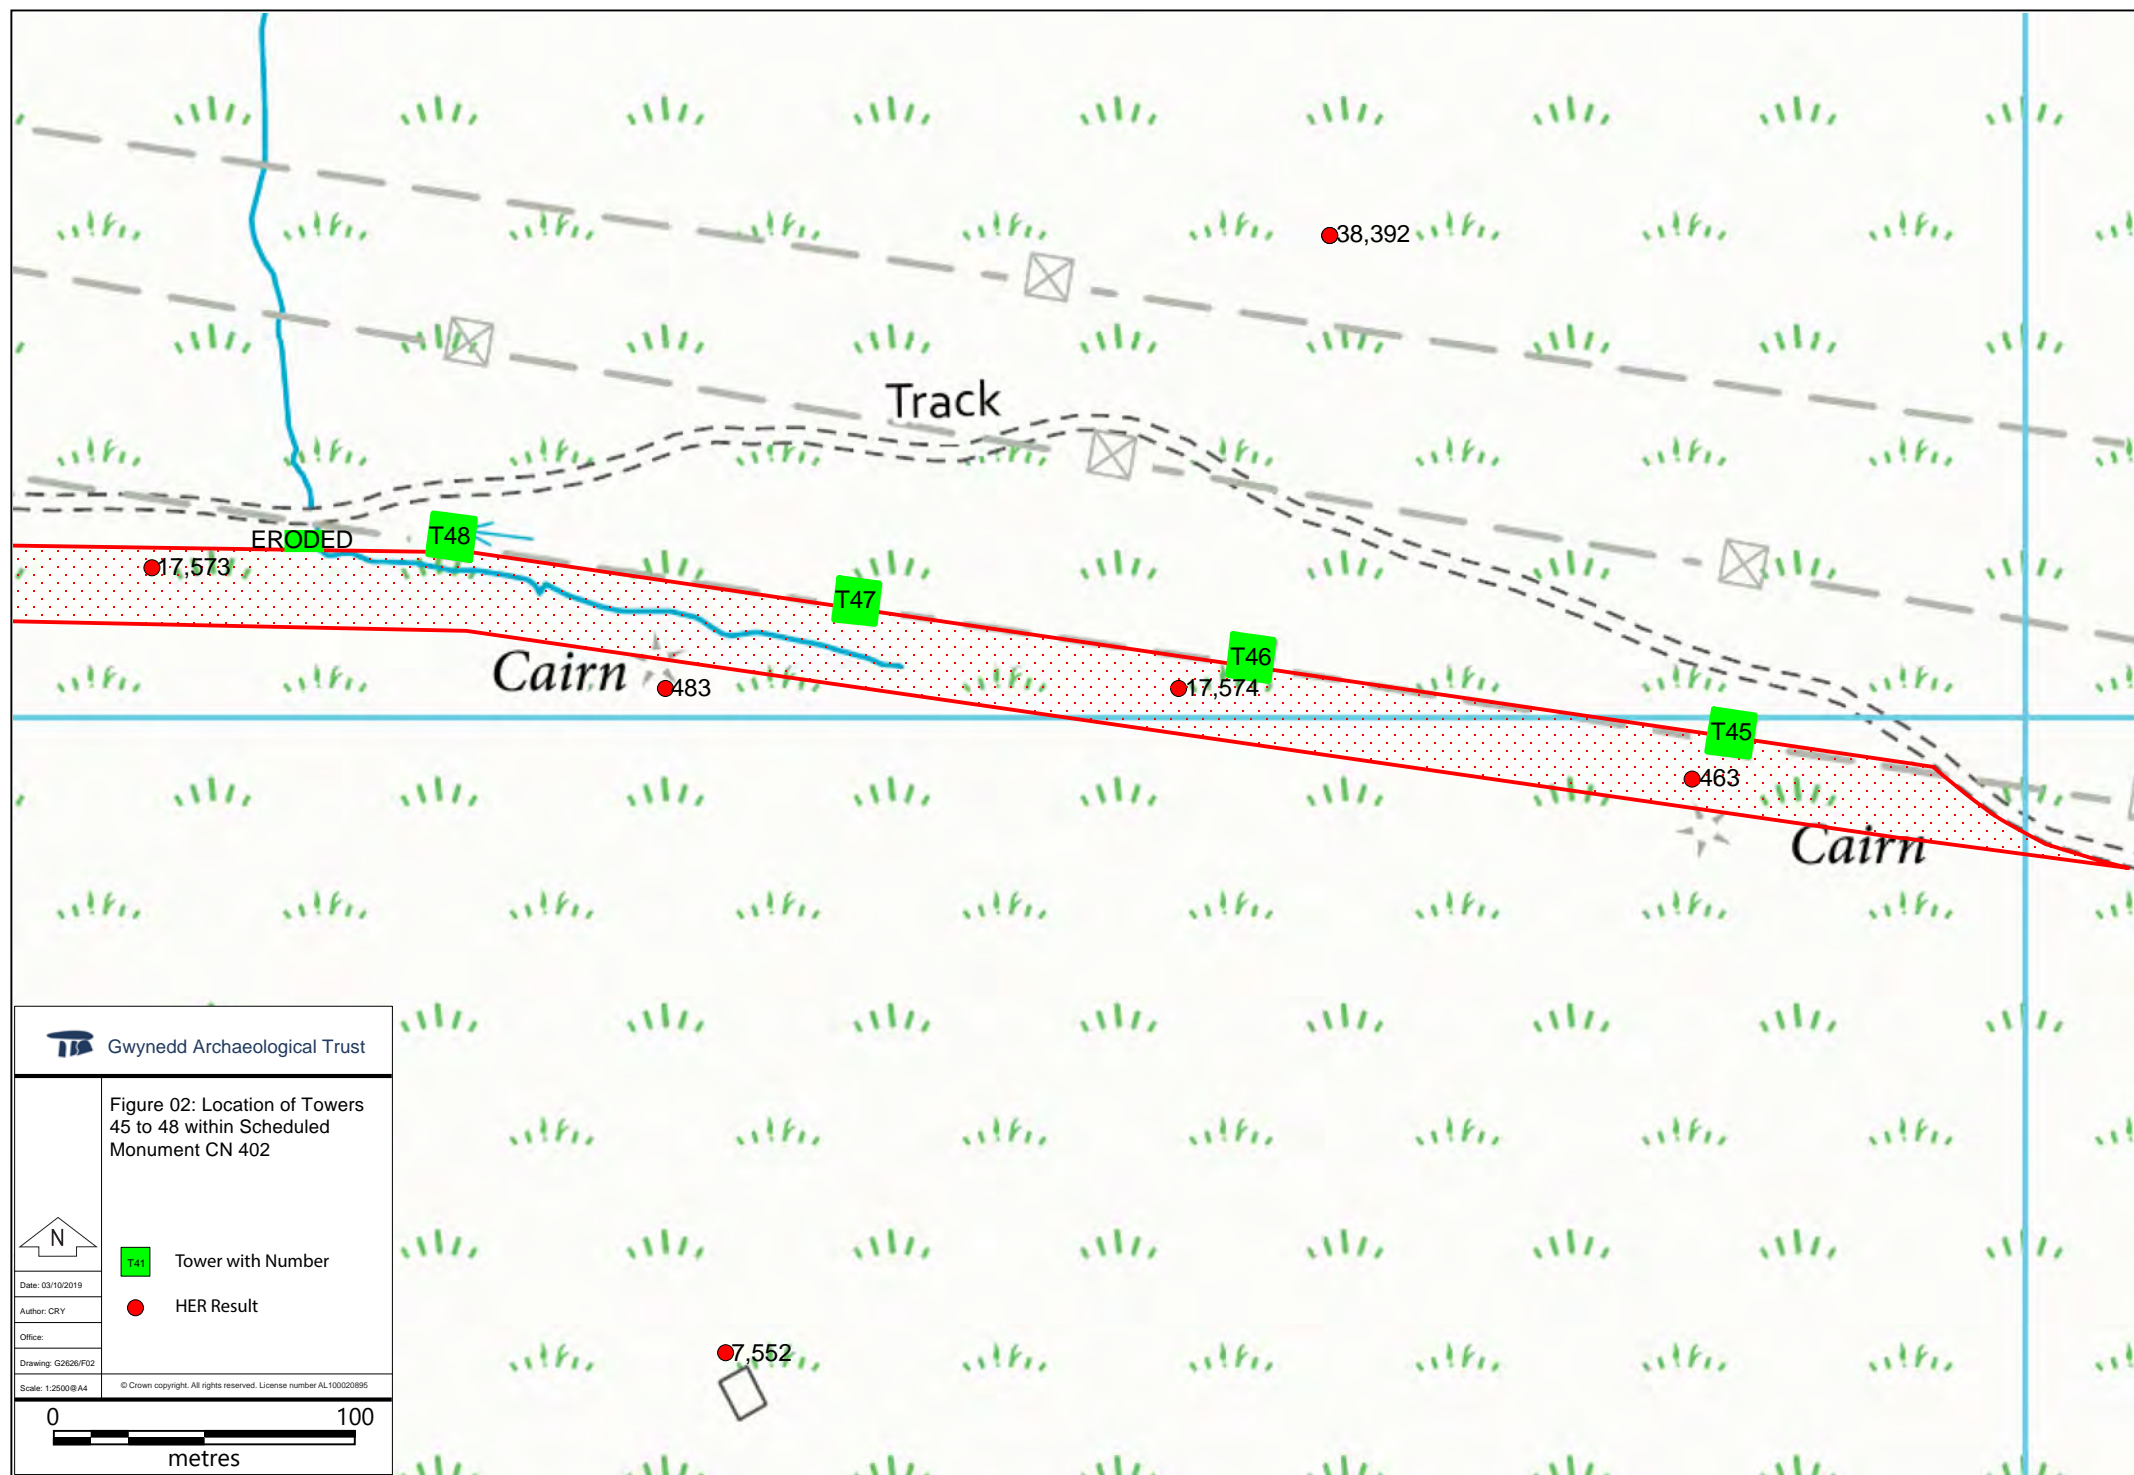 38,392
Track
ERODED
T48
17,573
T47
Cairn
483
T46
17,574
T45
463
Cairn
Gwynedd Archaeological Trust
Figure 02: Location of Towers
45 to 48 within Scheduled
Monument CN 402
N
T41 Tower with Number
HER Result
Date: 03/10/2019
Author: CRY
Office:
Drawing: G2626/F02
Scale: 1:2500@A4
© Crown copyright. All rights reserved. License number AL100020895
0 100
metres
7,552